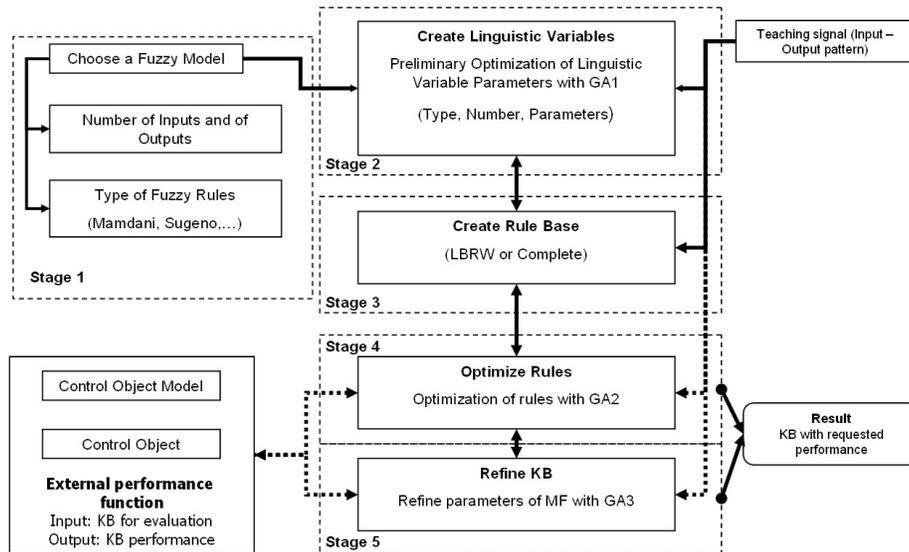 Choose a Fuzzy Model
Number of Inputs and of
Outputs
Type of Fuzzy Rules
(Mamdani, Sugeno,…)
Stage 1
Create Linguistic Variables
Preliminary Optimization of Linguistic
Variable Parameters with GA1
(Type, Number, Parameters)
Stage 2
Teaching signal (Input –
Output pattern)
Create Rule Base
(LBRW or Complete)
Stage 3
Stage 4
Optimize Rules
Optimization of rules with GA2
Refine KB
Refine parameters of MF with GA3
Stage 5
Control Object Model
Control Object
External performance
function
Input: KB for evaluation
Output: KB performance
Result
KB with requested
performance